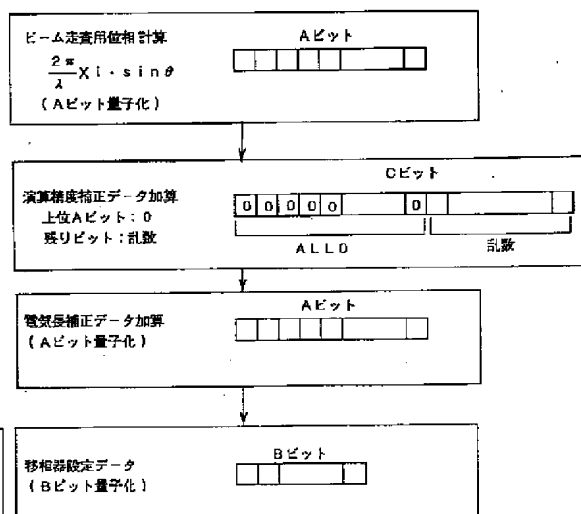 ビーム走査用位相計算
Aビット
2π/λ Xi・sinθ
(Aビット量子化)
Cビット
演算精度補正データ加算
上位Aビット:0
残りビット:乱数
0 0 0 0 0 0
ALL0 乱数
Aビット
電気長補正データ加算
(Aビット量子化)
Bビット
移相器設定データ
(Bビット量子化)